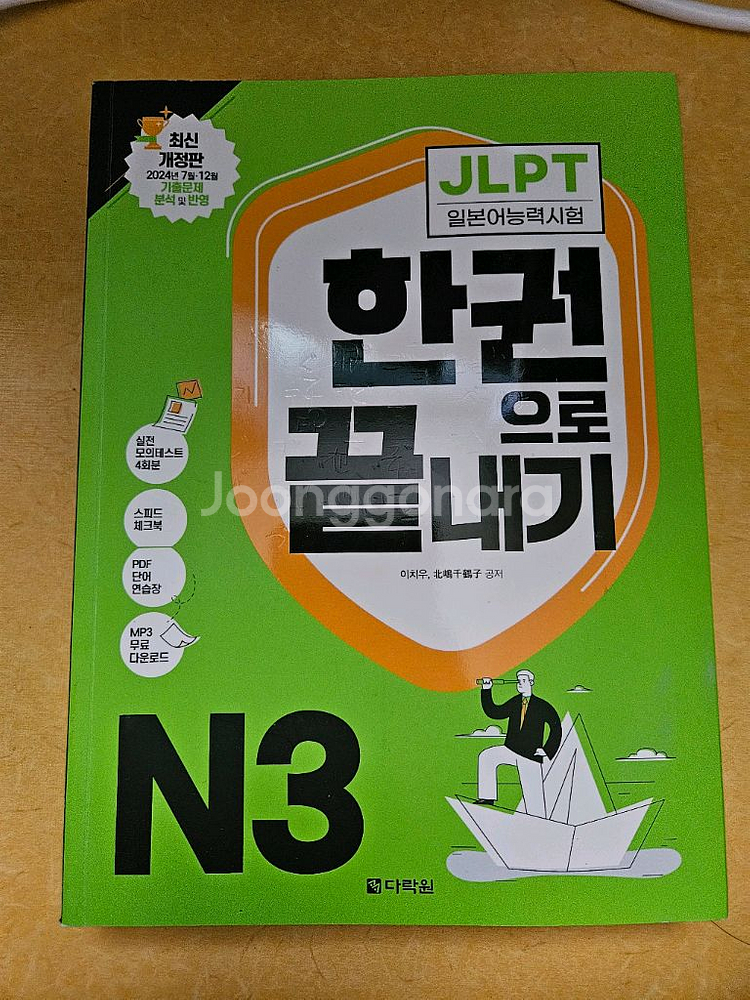 최신
개정판
2024년 7월·12월
기출문제
분석 및 반영
JLPT
일본어능력시험
한권
으로
끝내기
이치우, 北嶋千鶴子 공저
실전
모의테스트
4회분
스피드
체크북
PDF
단어
연습장
MP3
무료
다운로드
Joonggonara
N3
다락원